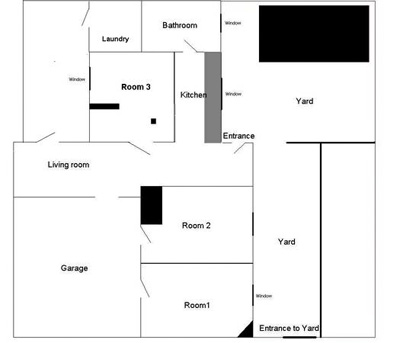 Bathroom
Window
Laundry
Window
Room 3
Kitchen
Window
Yard
Entrance
Living room
Room 2
Yard
Garage
Window
Room1
Entrance to Yard